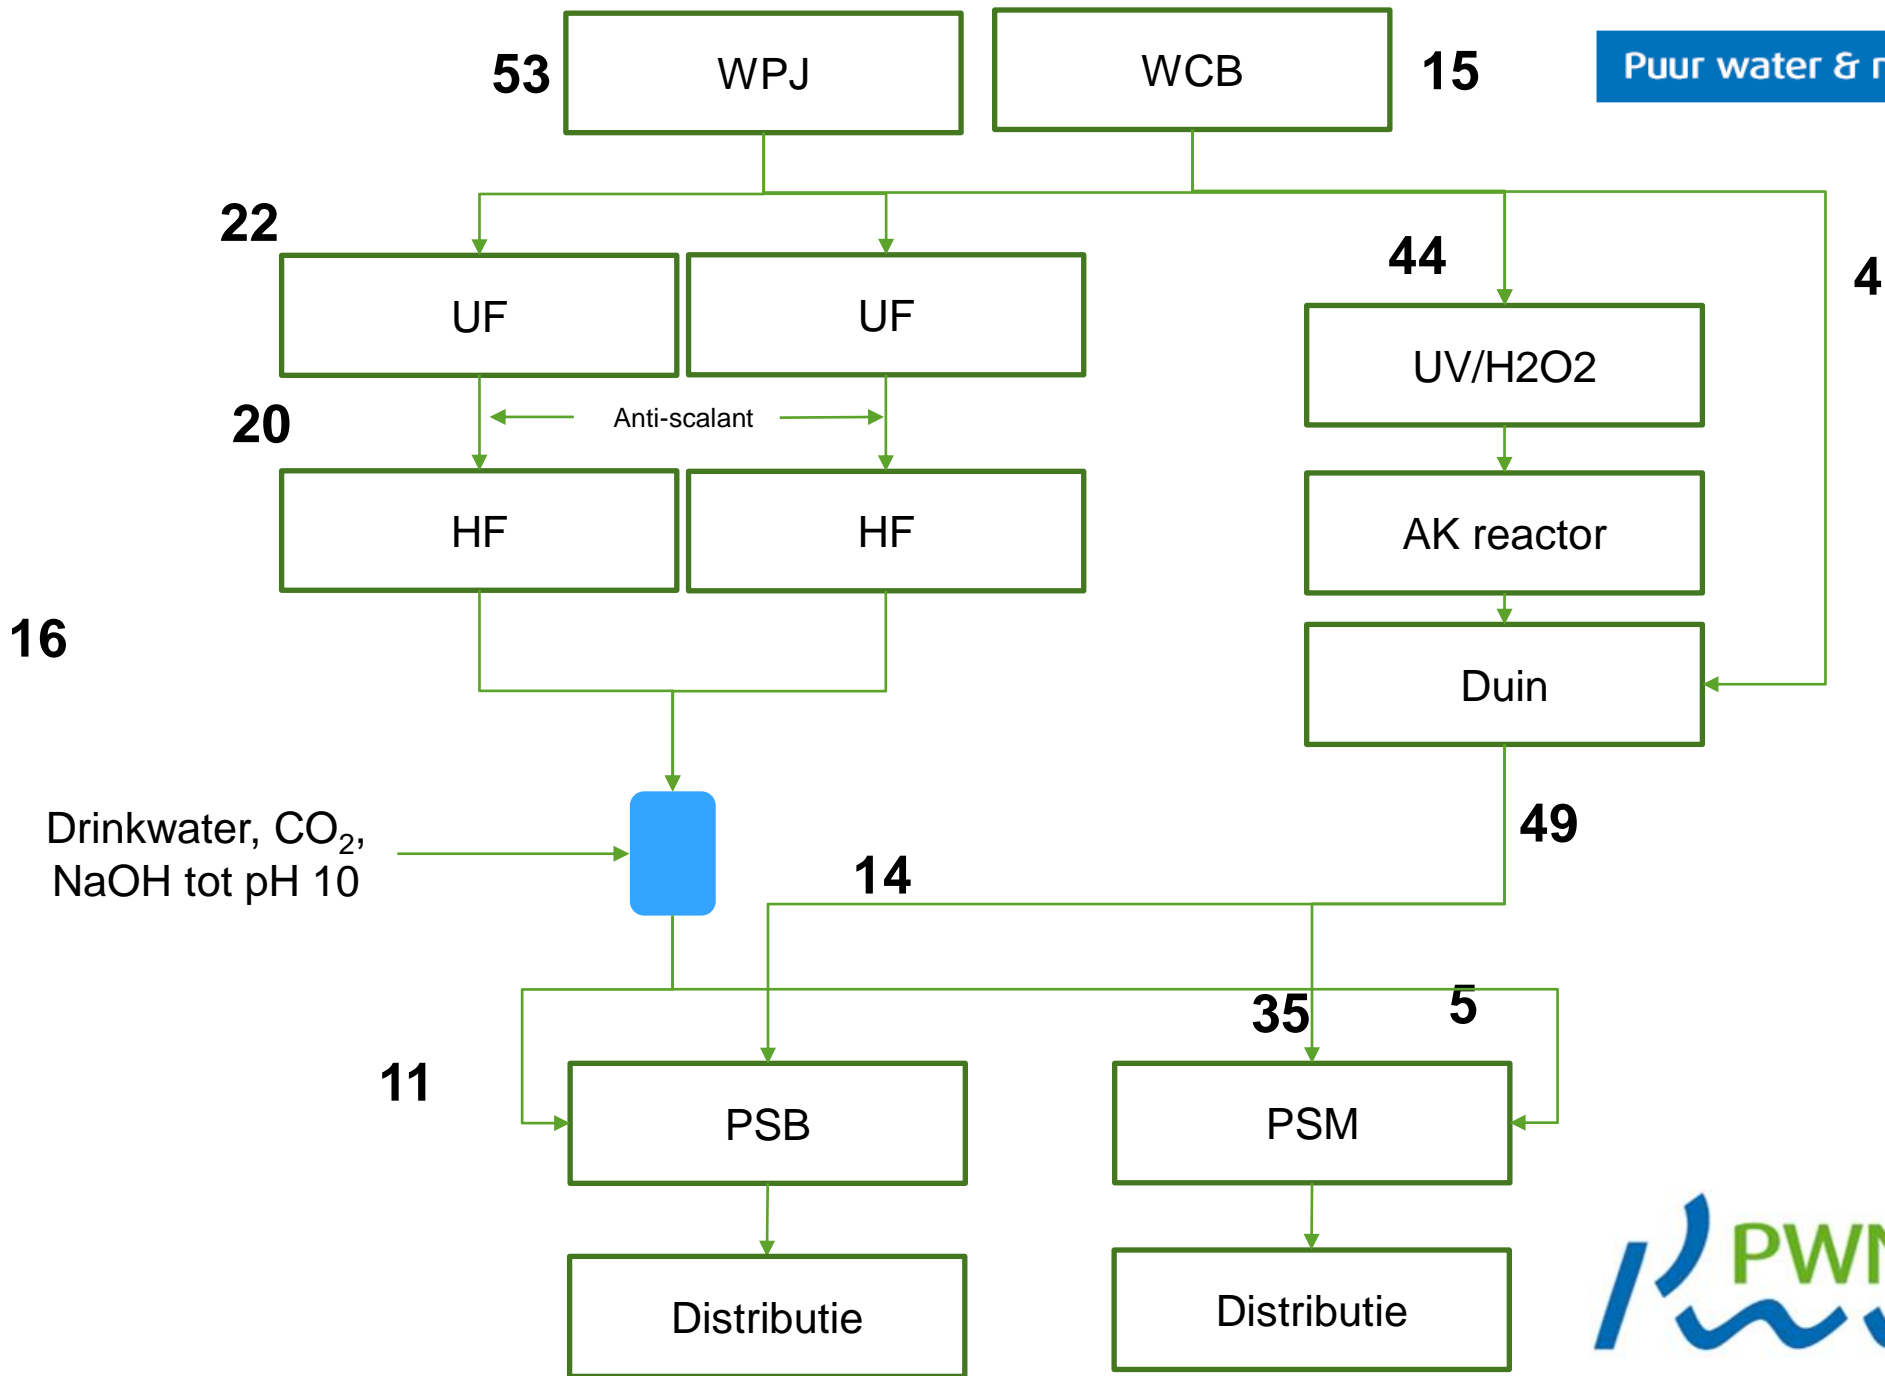 53
WPJ
WCB
15
Puur water &
22
44
4
UF
UF
UV/H2O2
20
Anti-scalant
HF
HF
AK reactor
16
Duin
Drinkwater, CO₂,
NaOH tot pH 10
49
14
35
5
11
PSB
PSM
PWN
Distributie
Distributie